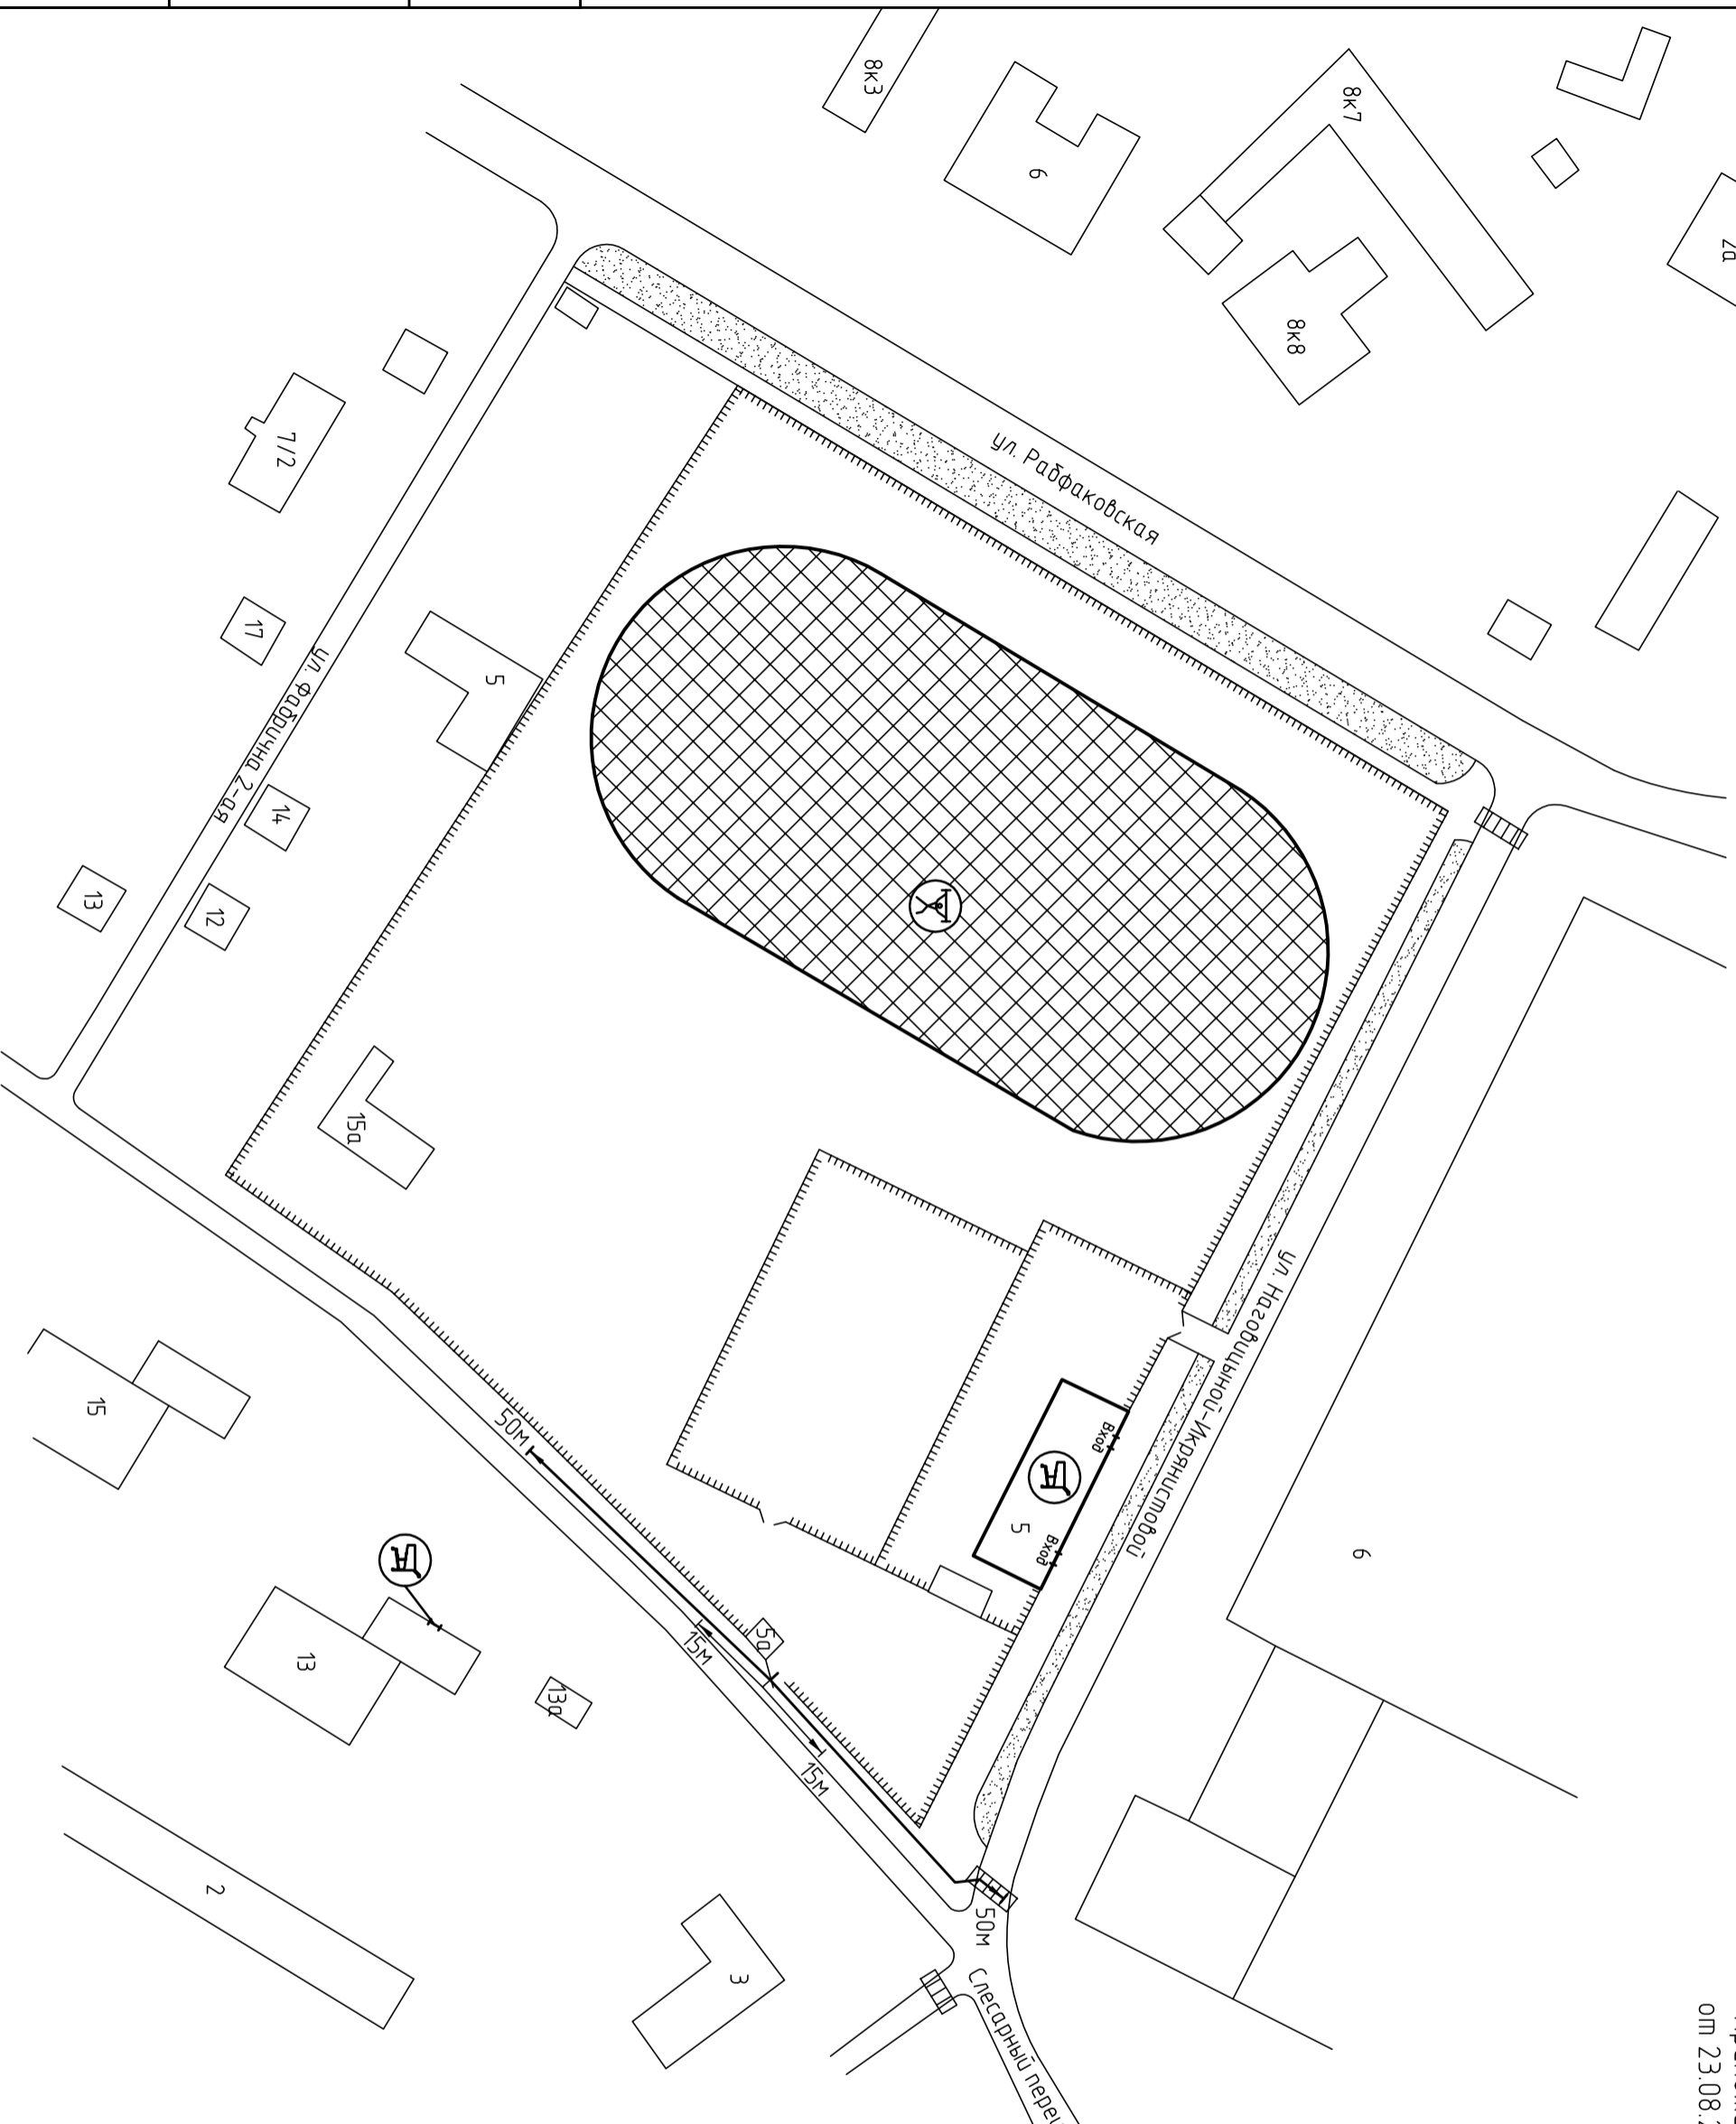 8к3
6
8к7
8к8
2а
ул. Рабфаковская
7/2
17
ул. Фабрична 2-ая
5
14
12
13
15а
ул. Наговицыной-Икрянистовой
6
Вход
5
Вход
50м
15
13
13а
5а
15м
15м
50м
2
3
Слесарный
от 23.08.